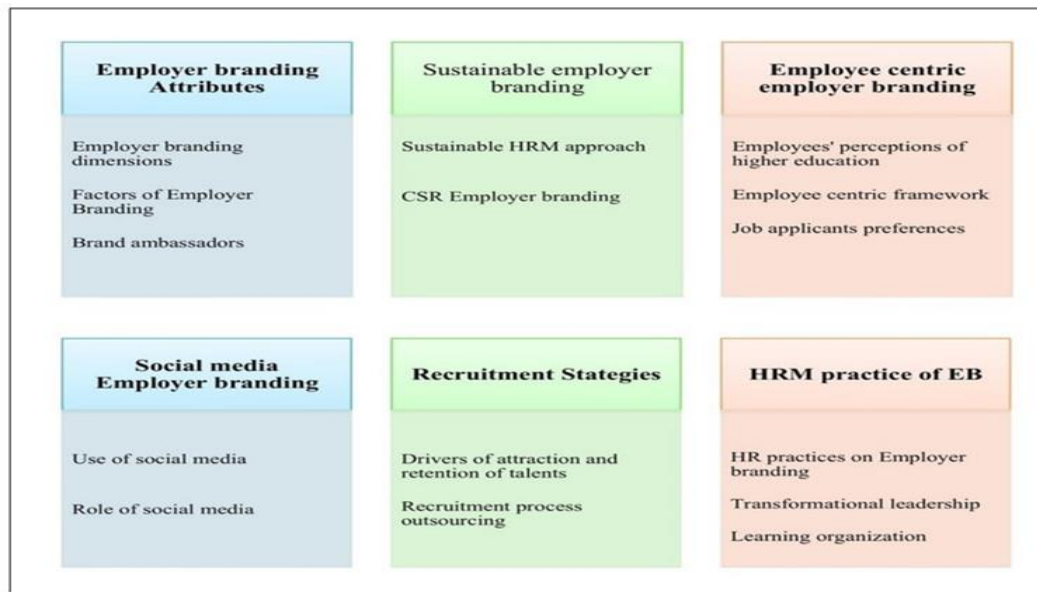 Employer branding
Attributes
Employer branding
dimensions
Factors of Employer
Branding
Brand ambassadors
Sustainable employer
branding
Sustainable HRM approach
CSR Employer branding
Employee centric
employer branding
Employees' perceptions of
higher education
Employee centric framework
Job applicants preferences
Social media
Employer branding
Use of social media
Role of social media
Recruitment Stategies
Drivers of attraction and
retention of talents
Recruitment process
outsourcing
HRM practice of EB
HR practices on Employer
branding
Transformational leadership
Learning organization